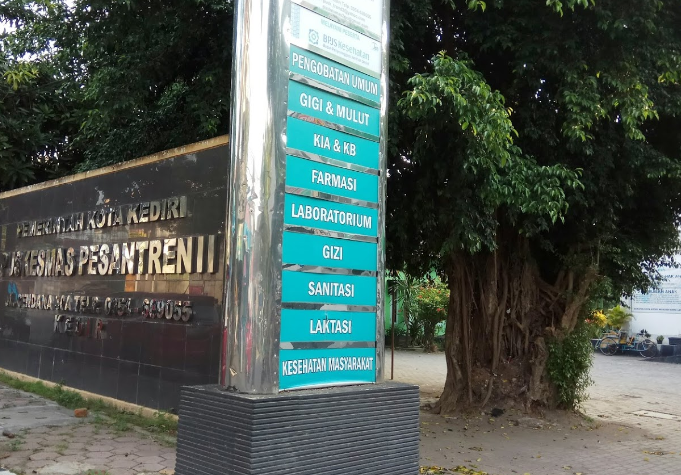 PEMERINTAH KOTA KEDIRI
PUSKESMAS PESANTREN II
KEDIRI
BPJS Kesehatan
PENGOBATAN UMUM
GIGI & MULUT
KIA & KB
FARMASI
LABORATORIUM
GIZI
SANITASI
LAKTASI
KESEHATAN MASYARAKAT